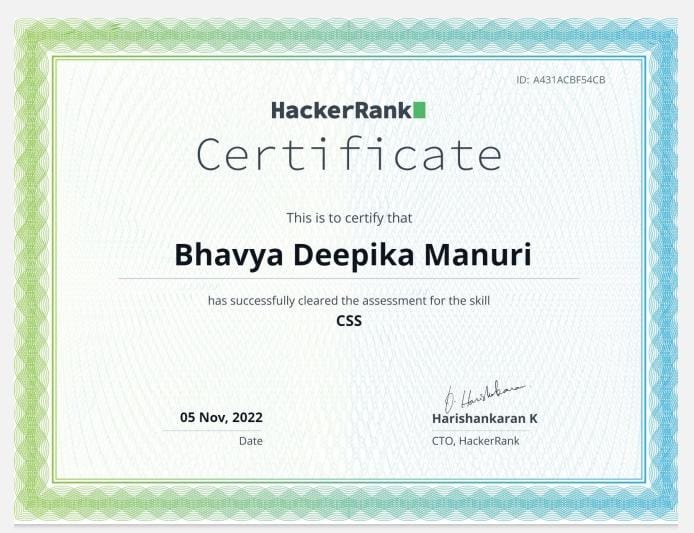 ID: A431ACBF54CB
HackerRank
Certificate
This is to certify that
Bhavya Deepika Manuri
has successfully cleared the assessment for the skill
CSS
05 Nov, 2022
Harishankaran K
Date
CTO, HackerRank